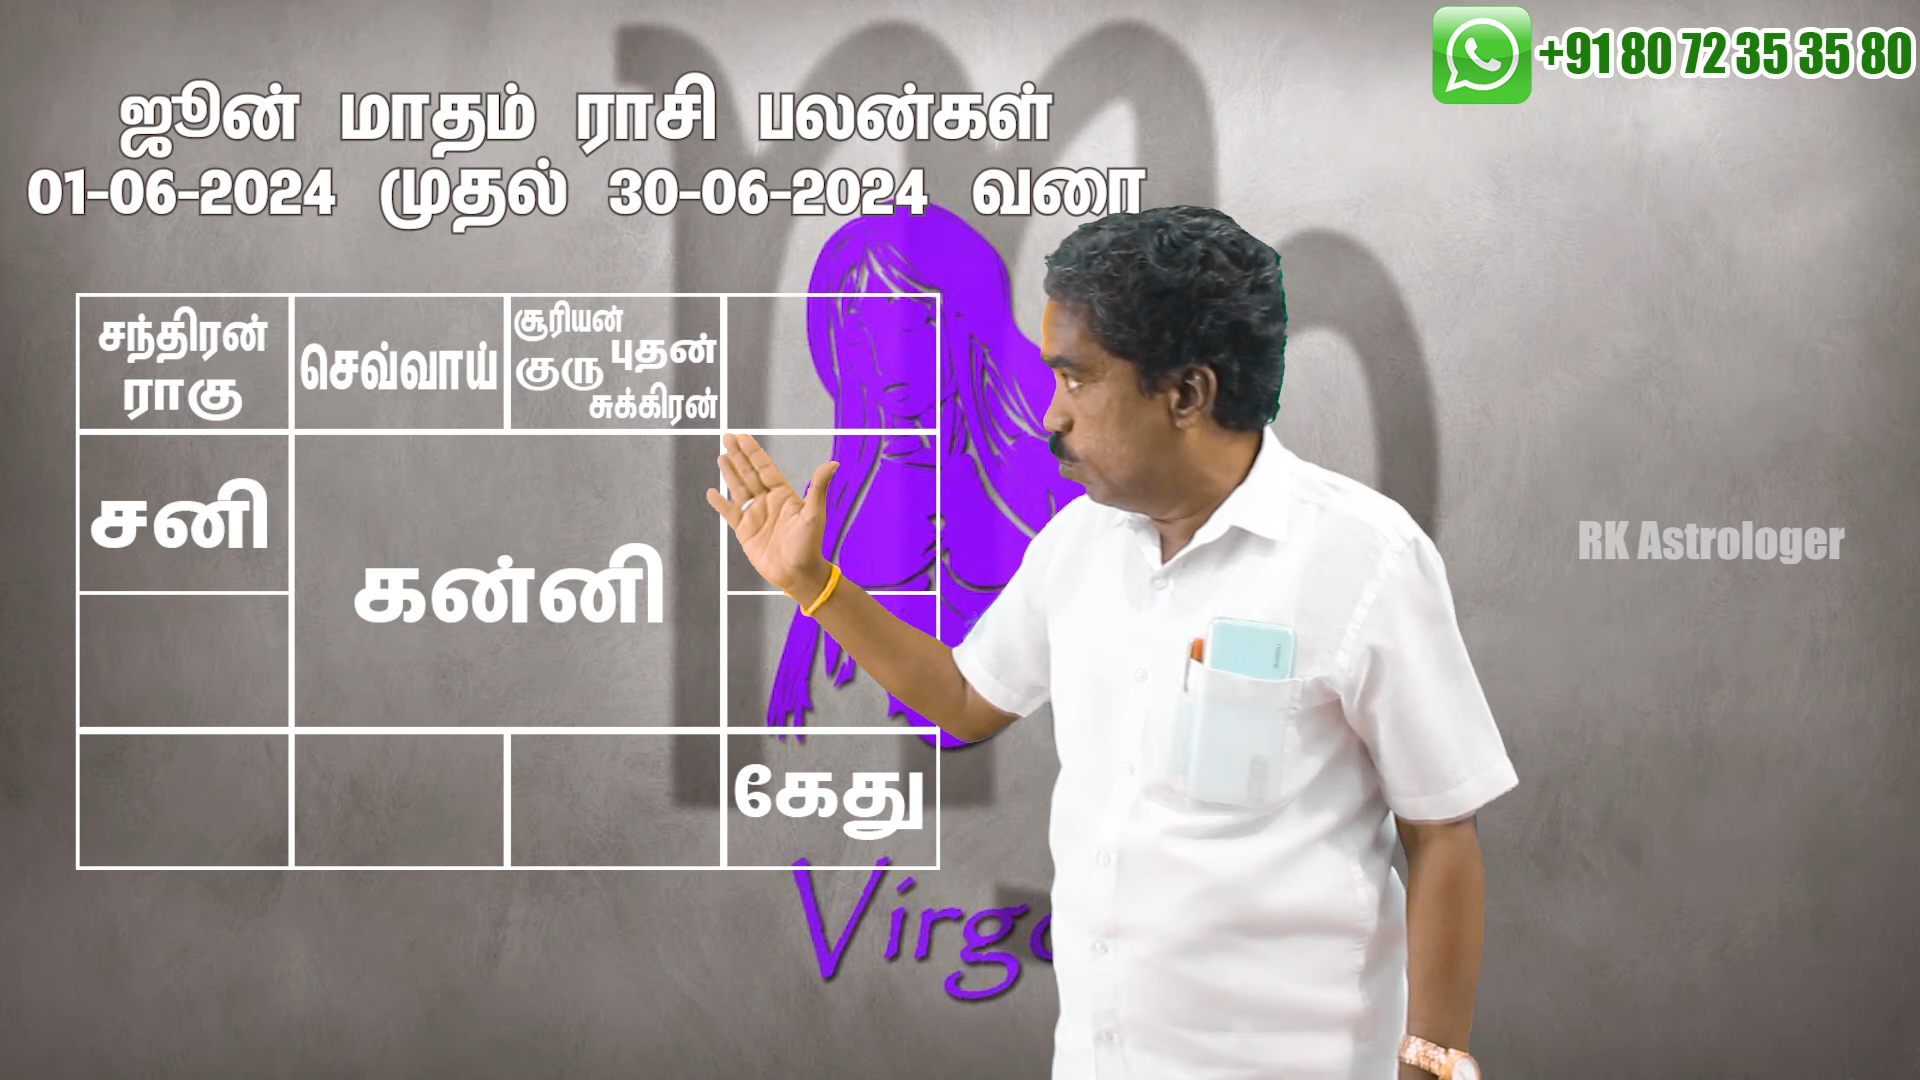 +91 80 72 35 35 80
ஜூன் மாதம் ராசி பலன்கள்
01-06-2024 முதல் 30-06-2024 வரை
சந்திரன்
ராகு
செவ்வாய்
சூரியன்
புதன்
குரு
சுக்கிரன்
சனி
கன்னி
கேது
RK Astrologer